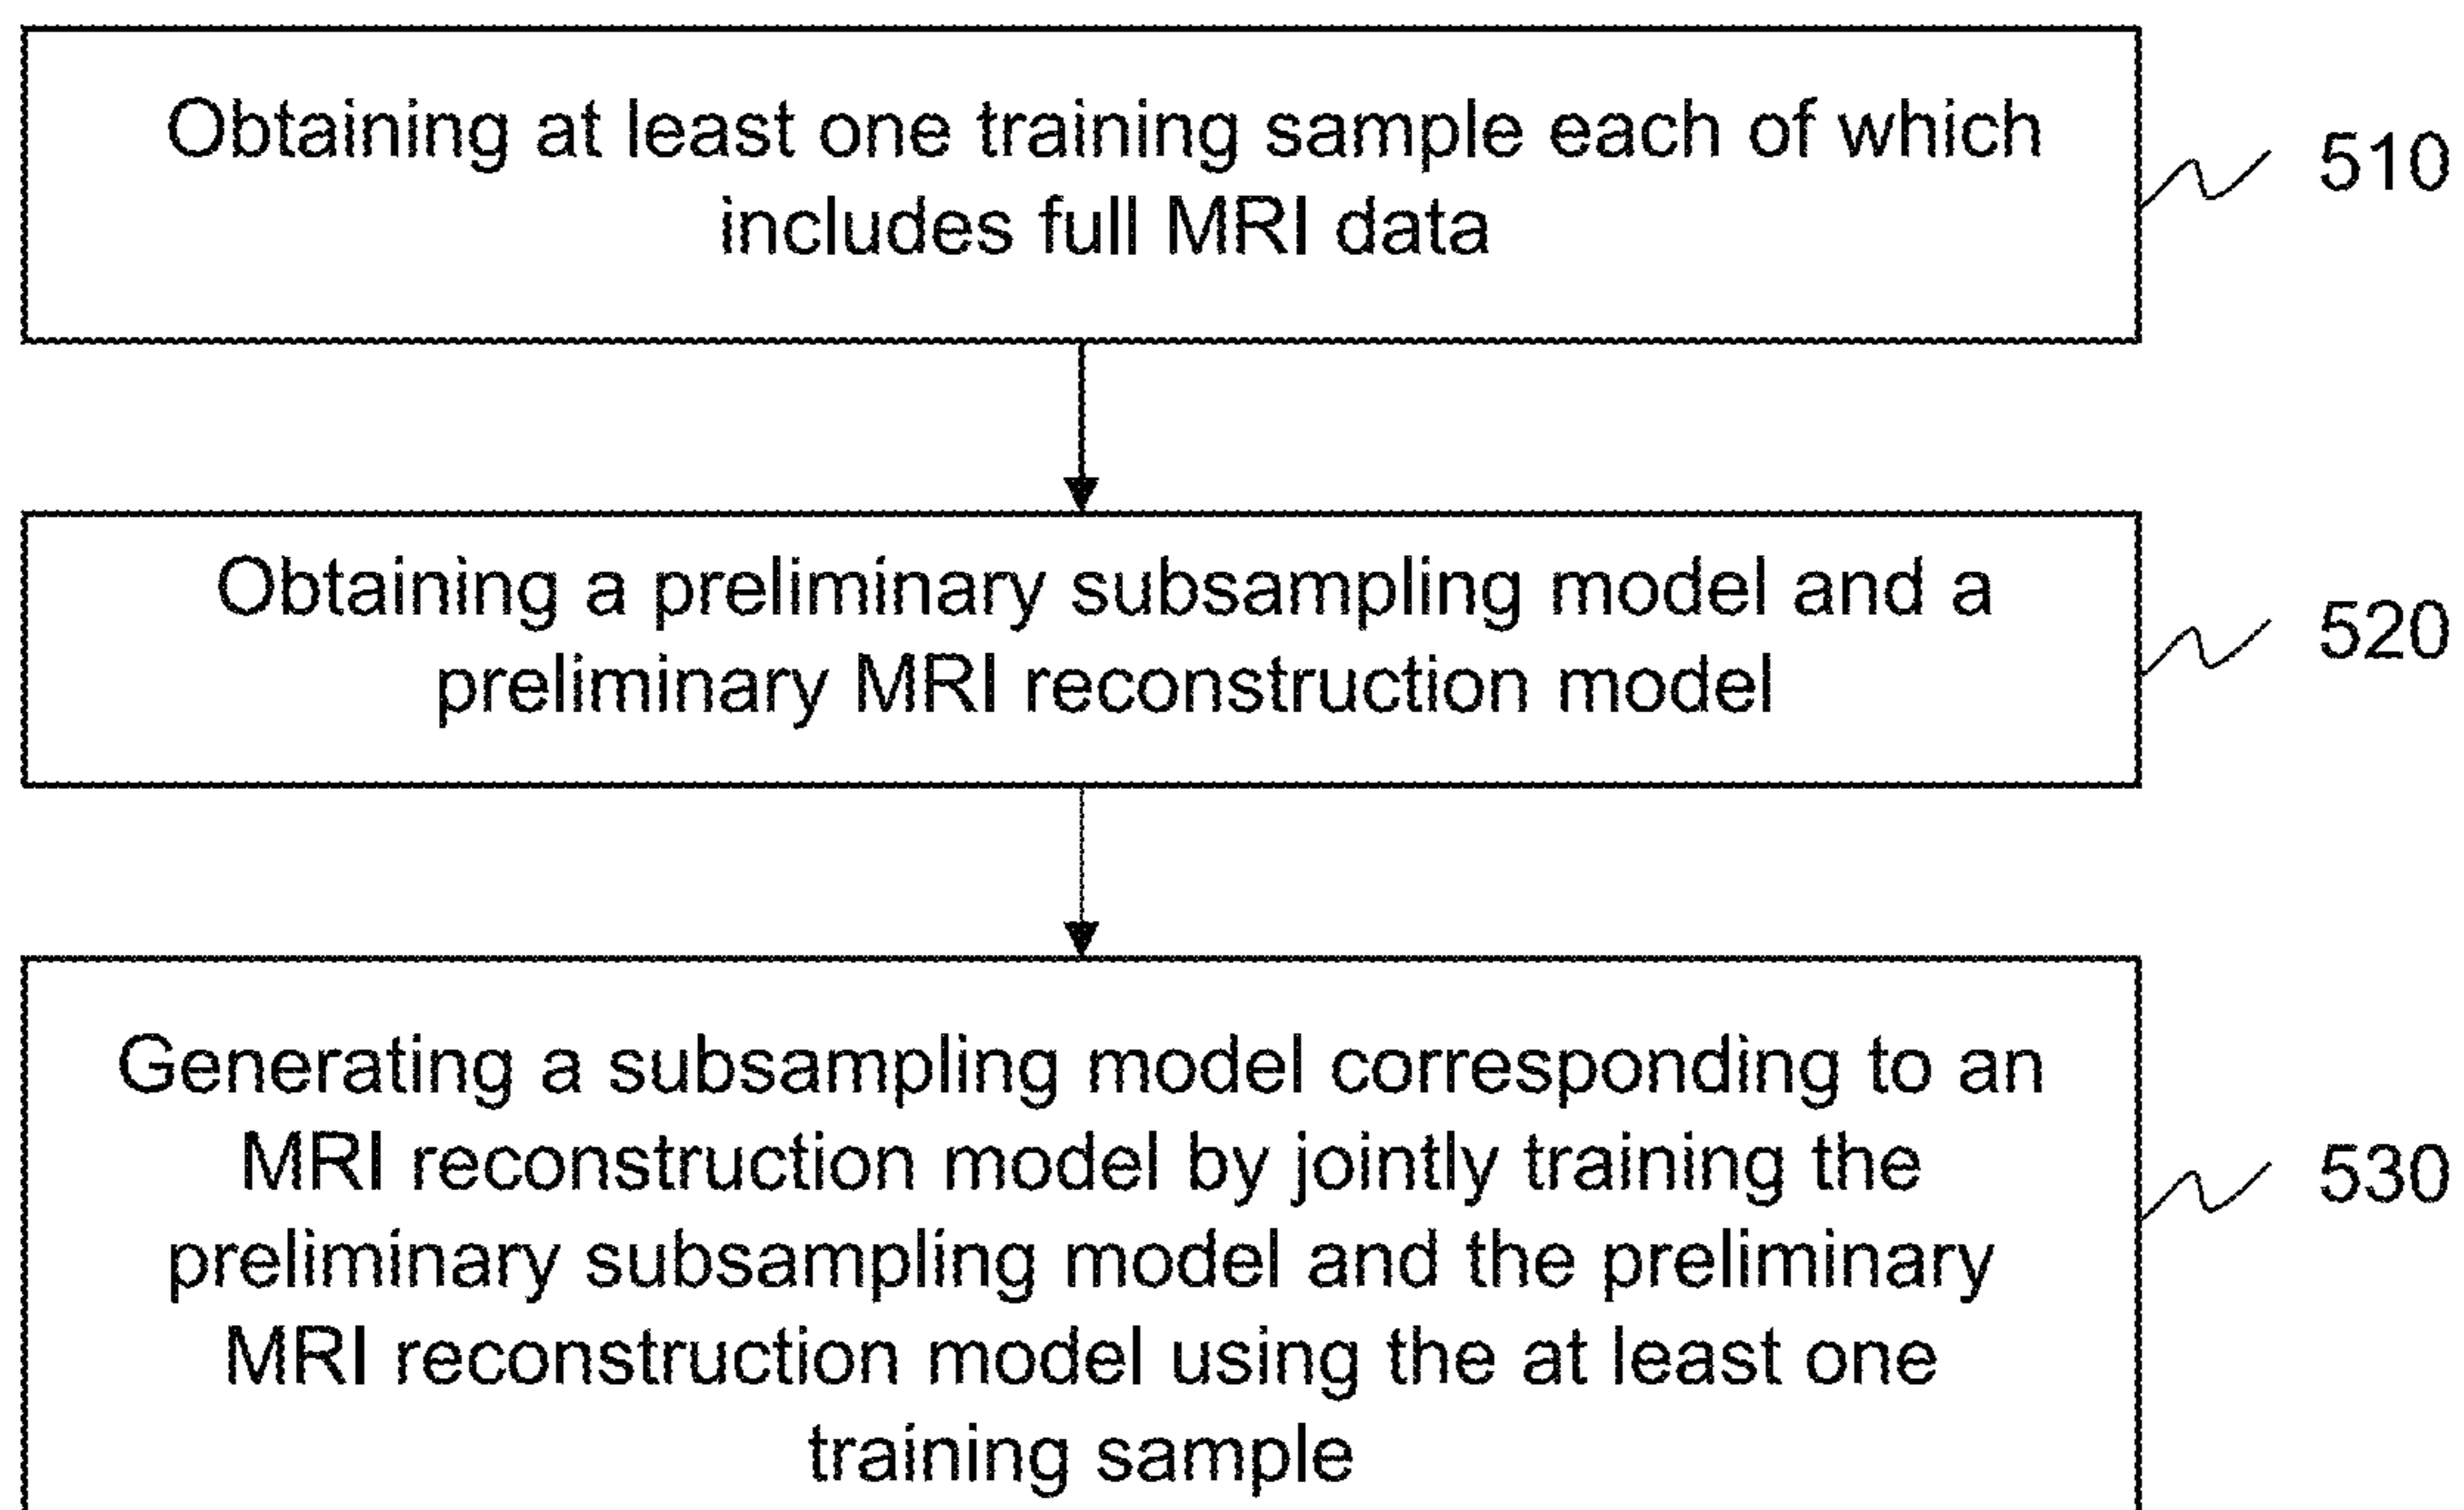 Obtaining at least one training sample each of which
includes full MRI data
510
Obtaining a preliminary subsampling model and a
preliminary MRI reconstruction model
520
Generating a subsampling model corresponding to an
MRI reconstruction model by jointly training the
preliminary subsampling model and the preliminary
MRI reconstruction model using the at least one
training sample
530